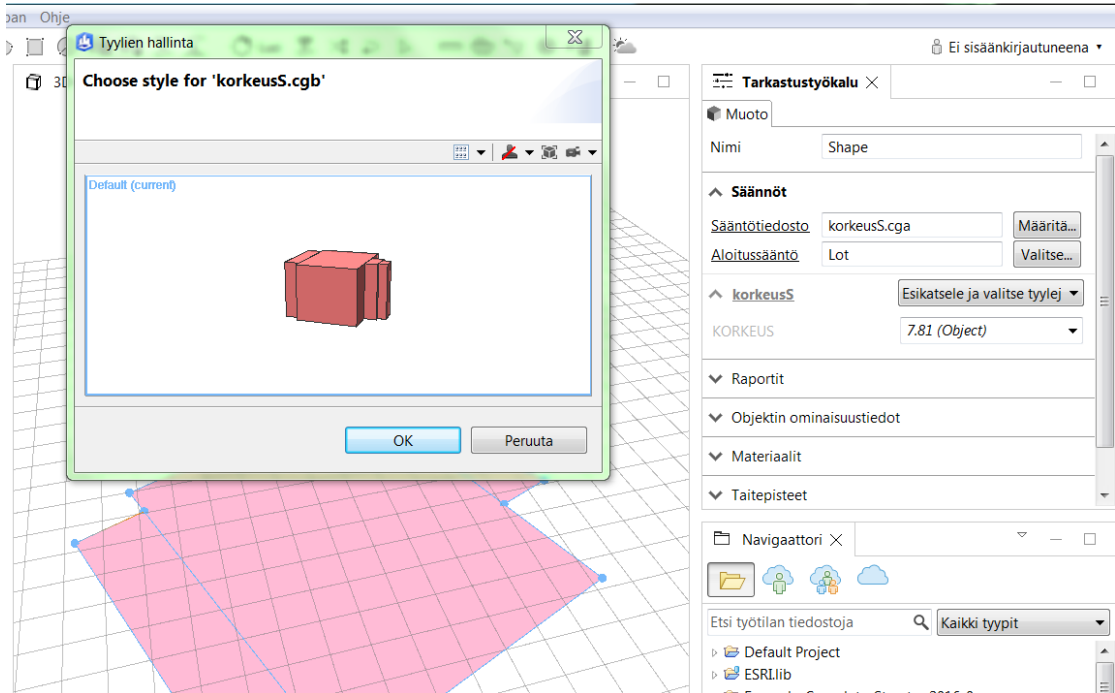 pan Ohje
Tyylien hallinta
Ei sisäänkirjautuneena
3D
Choose style for 'korkeusS.cgb'
Default (current)
OK
Peruuta
Tarkastustyökalu
Muoto
Nimi Shape
Säännöt
Sääntötiedosto korkeusS.cga Määritä...
Aloitussääntö Lot Valitse...
korkeusS Esikatsele ja valitse tyylej
KORKEUS 7.81 (Object)
Raportit
Objektin ominaisuustiedot
Materiaalit
Taitepisteet
Navigaattori
Etsi työtilan tiedostoja Kaikki tyypit
Default Project
ESRI.lib